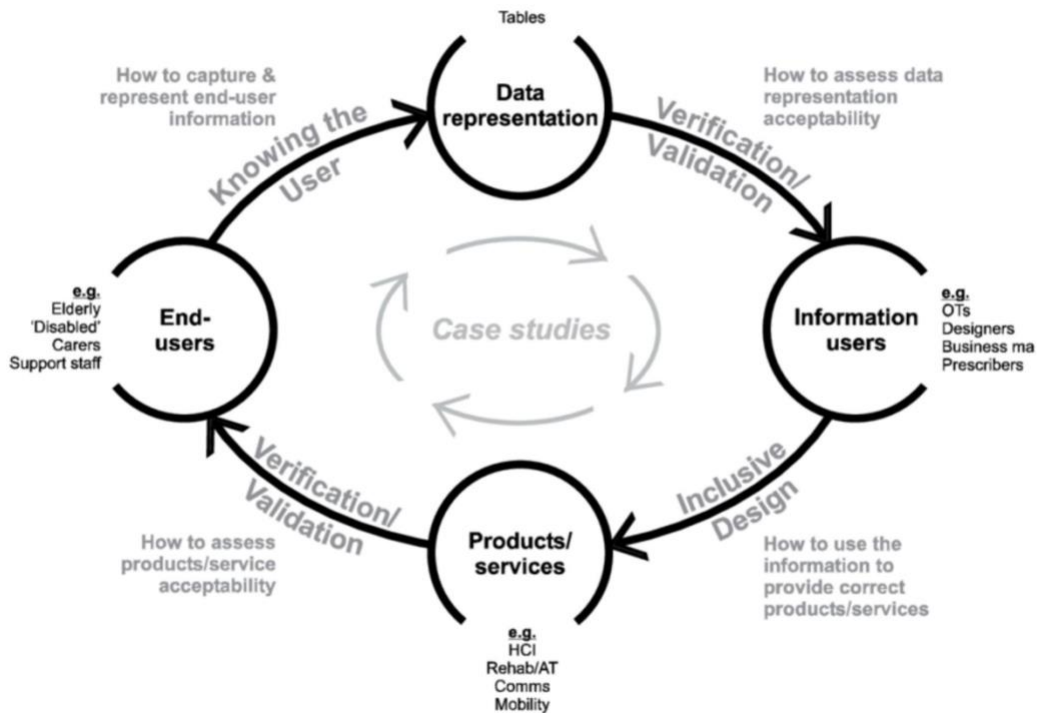 Tables
Data
representation
How to capture &
represent end-user
information
Knowing the
User
Verification/
Validation
How to assess data
representation
acceptability
e.g.
Elderly
'Disabled'
Carers
Support staff
End-
users
Case studies
Information
users
e.g.
OTs
Designers
Business ma
Prescribers
Verification/
Validation
How to assess
products/service
acceptability
Products/
services
Inclusive
Design
How to use the
information to
provide correct
products/services
e.g.
HCI
Rehab/AT
Comms
Mobility